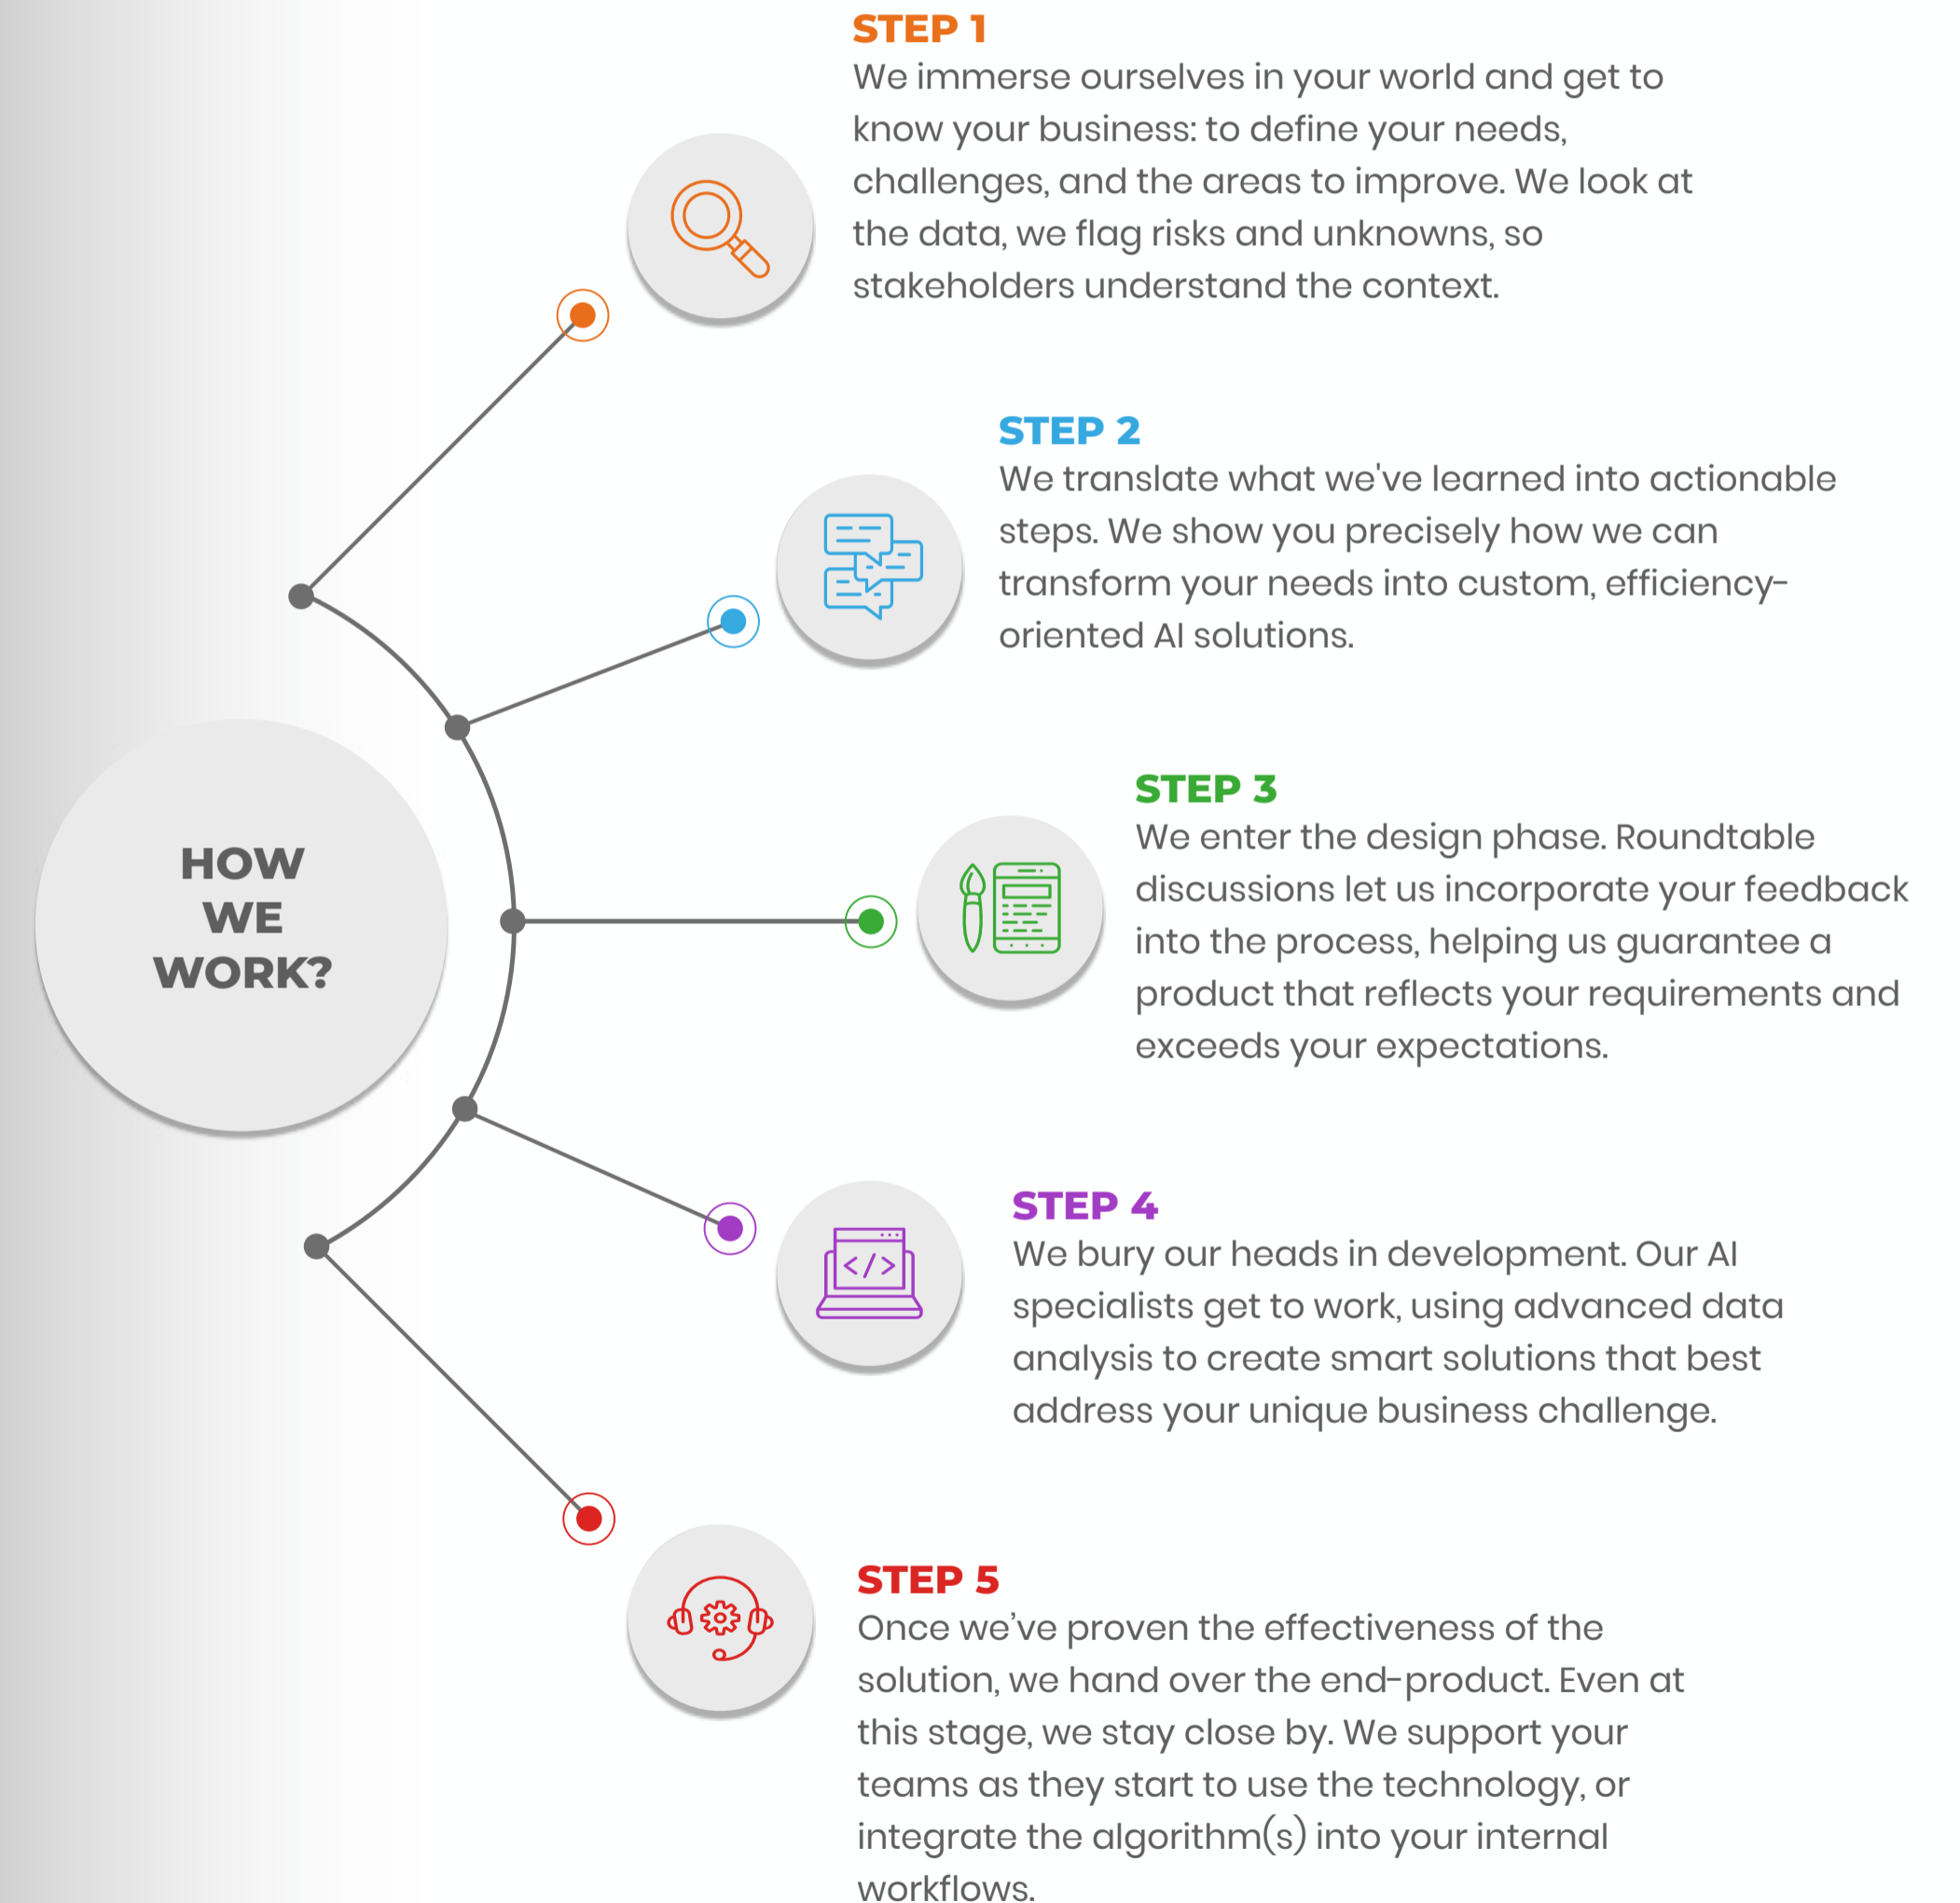 STEP 1
We immerse ourselves in your world and get to
know your business: to define your needs,
challenges, and the areas to improve. We look at
the data, we flag risks and unknowns, so
stakeholders understand the context.
STEP 2
We translate what we've learned into actionable
steps. We show you precisely how we can
transform your needs into custom, efficiency-
oriented AI solutions.
HOW
WE
WORK?
STEP 3
We enter the design phase. Roundtable
discussions let us incorporate your feedback
into the process, helping us guarantee a
product that reflects your requirements and
exceeds your expectations.
STEP 4
We bury our heads in development. Our AI
specialists get to work, using advanced data
analysis to create smart solutions that best
address your unique business challenge.
STEP 5
Once we’ve proven the effectiveness of the
solution, we hand over the end-product. Even at
this stage, we stay close by. We support your
teams as they start to use the technology, or
integrate the algorithm(s) into your internal
workflows.